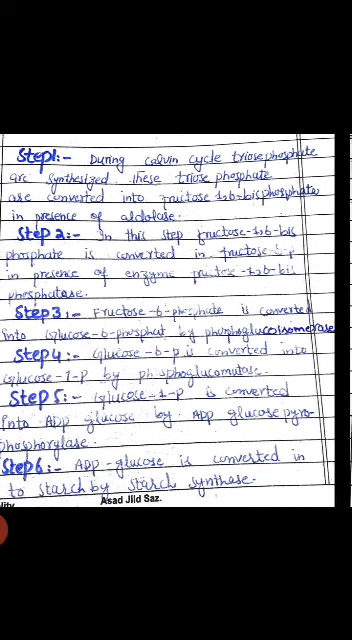 Step1:- During calvin cycle triosephosphate
are synthesized. These triose phosphate
are converted into fructose 1,6-bisphosphate
in presence of aldolase.
Step 2:- In this step fructose-1,6-bis
phosphate is converted in fructose-6-p
in presence of enzyme fructose-1,6-bis
phosphatase.
Step 3:- Fructose-6-phosphate is converted
into Glucose-6-phosphat by phosphoglucoisomerase
Step 4:- Glucose-6-p is converted into
Glucose-1-p by phosphoglucomutase.
Step 5:- Glucose-1-p is converted
into ADP glucose by ADP glucose pyro-
phosphorylase.
Step 6:- ADP-glucose is converted in
to starch by starch synthase.
lity
Asad Jild Saz.